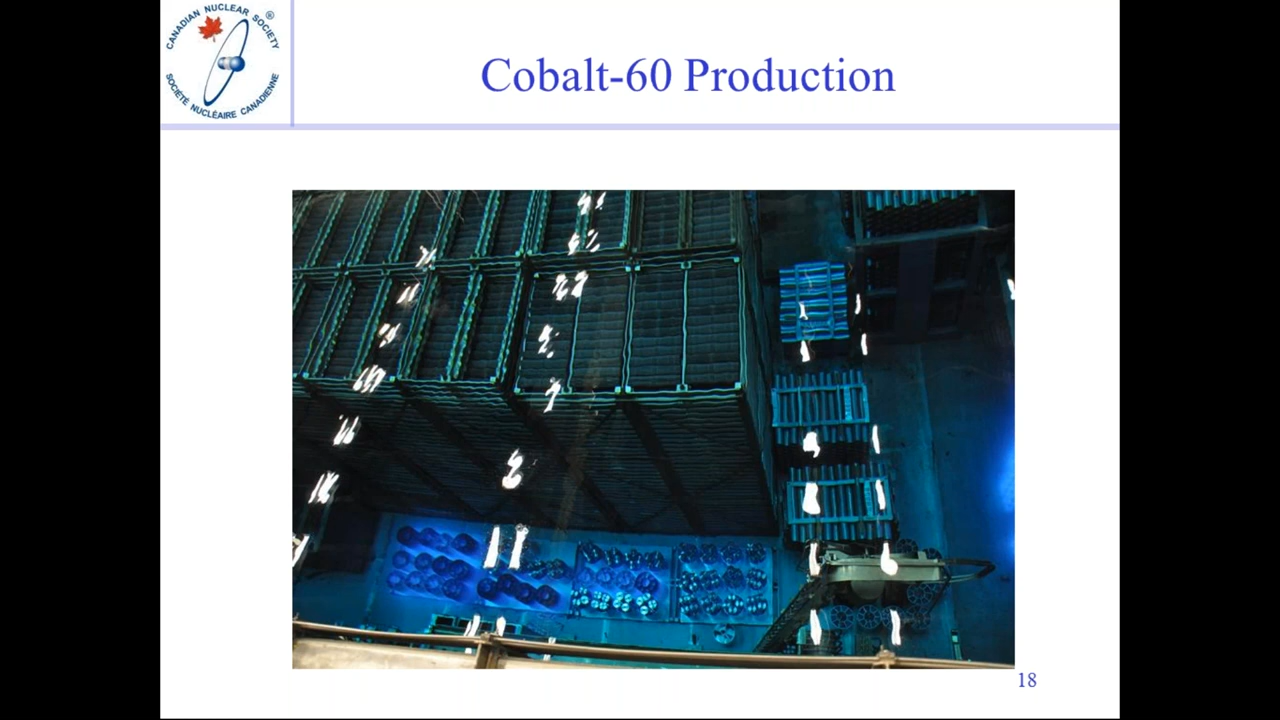 CANADIAN NUCLEAR SOCIETY ®
SOCIÉTÉ NUCLÉAIRE CANADIENNE
Cobalt-60 Production
18